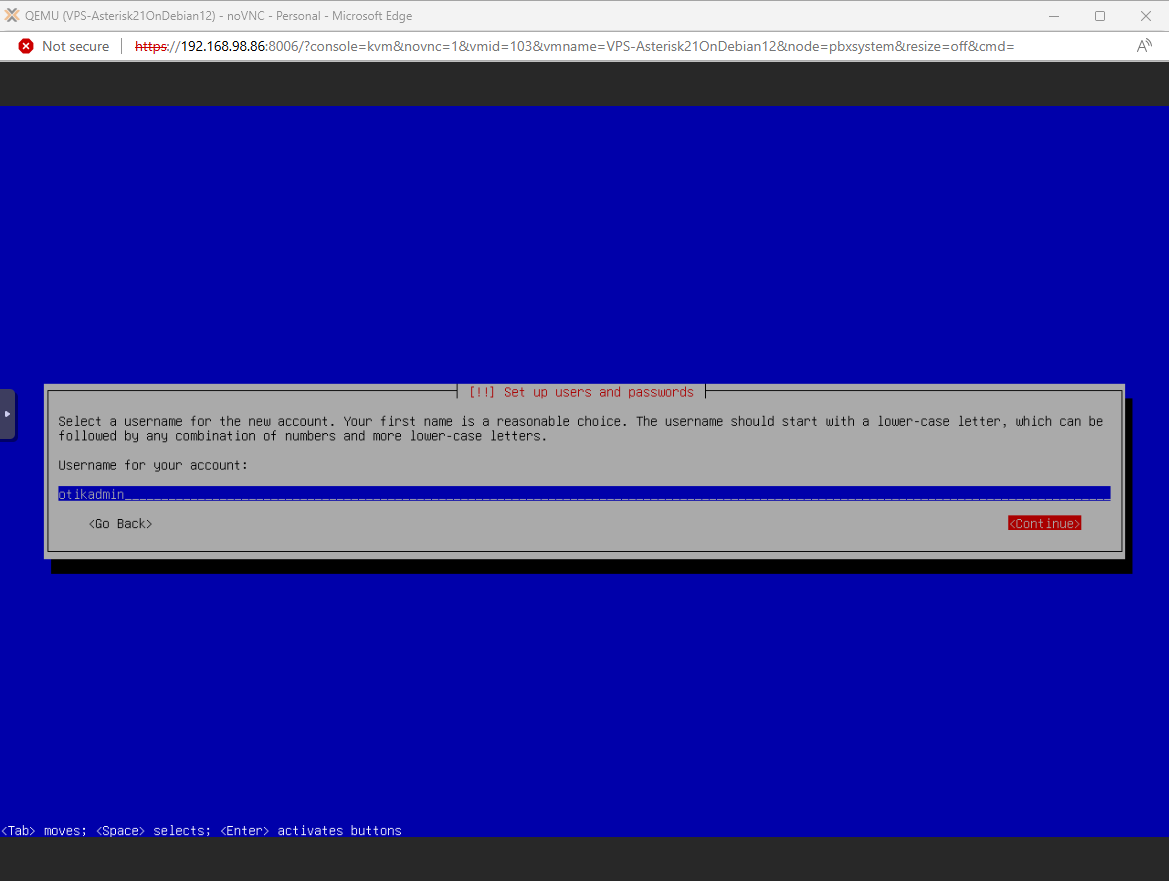 QEMU (VPS-Asterisk21OnDebian12) - noVNC - Personal - Microsoft Edge
Not secure
https://192.168.98.86:8006/?console=kvm&novnc=1&vmid=103&vmname=VPS-Asterisk21OnDebian12&node=pbxsystem&resize=off&cmd=
[!!] Set up users and passwords
Select a username for the new account. Your first name is a reasonable choice. The username should start with a lower-case letter, which can be
followed by any combination of numbers and more lower-case letters.
Username for your account:
otikadmin
<Go Back>
<Continue>
<Tab> moves; <Space> selects; <Enter> activates buttons